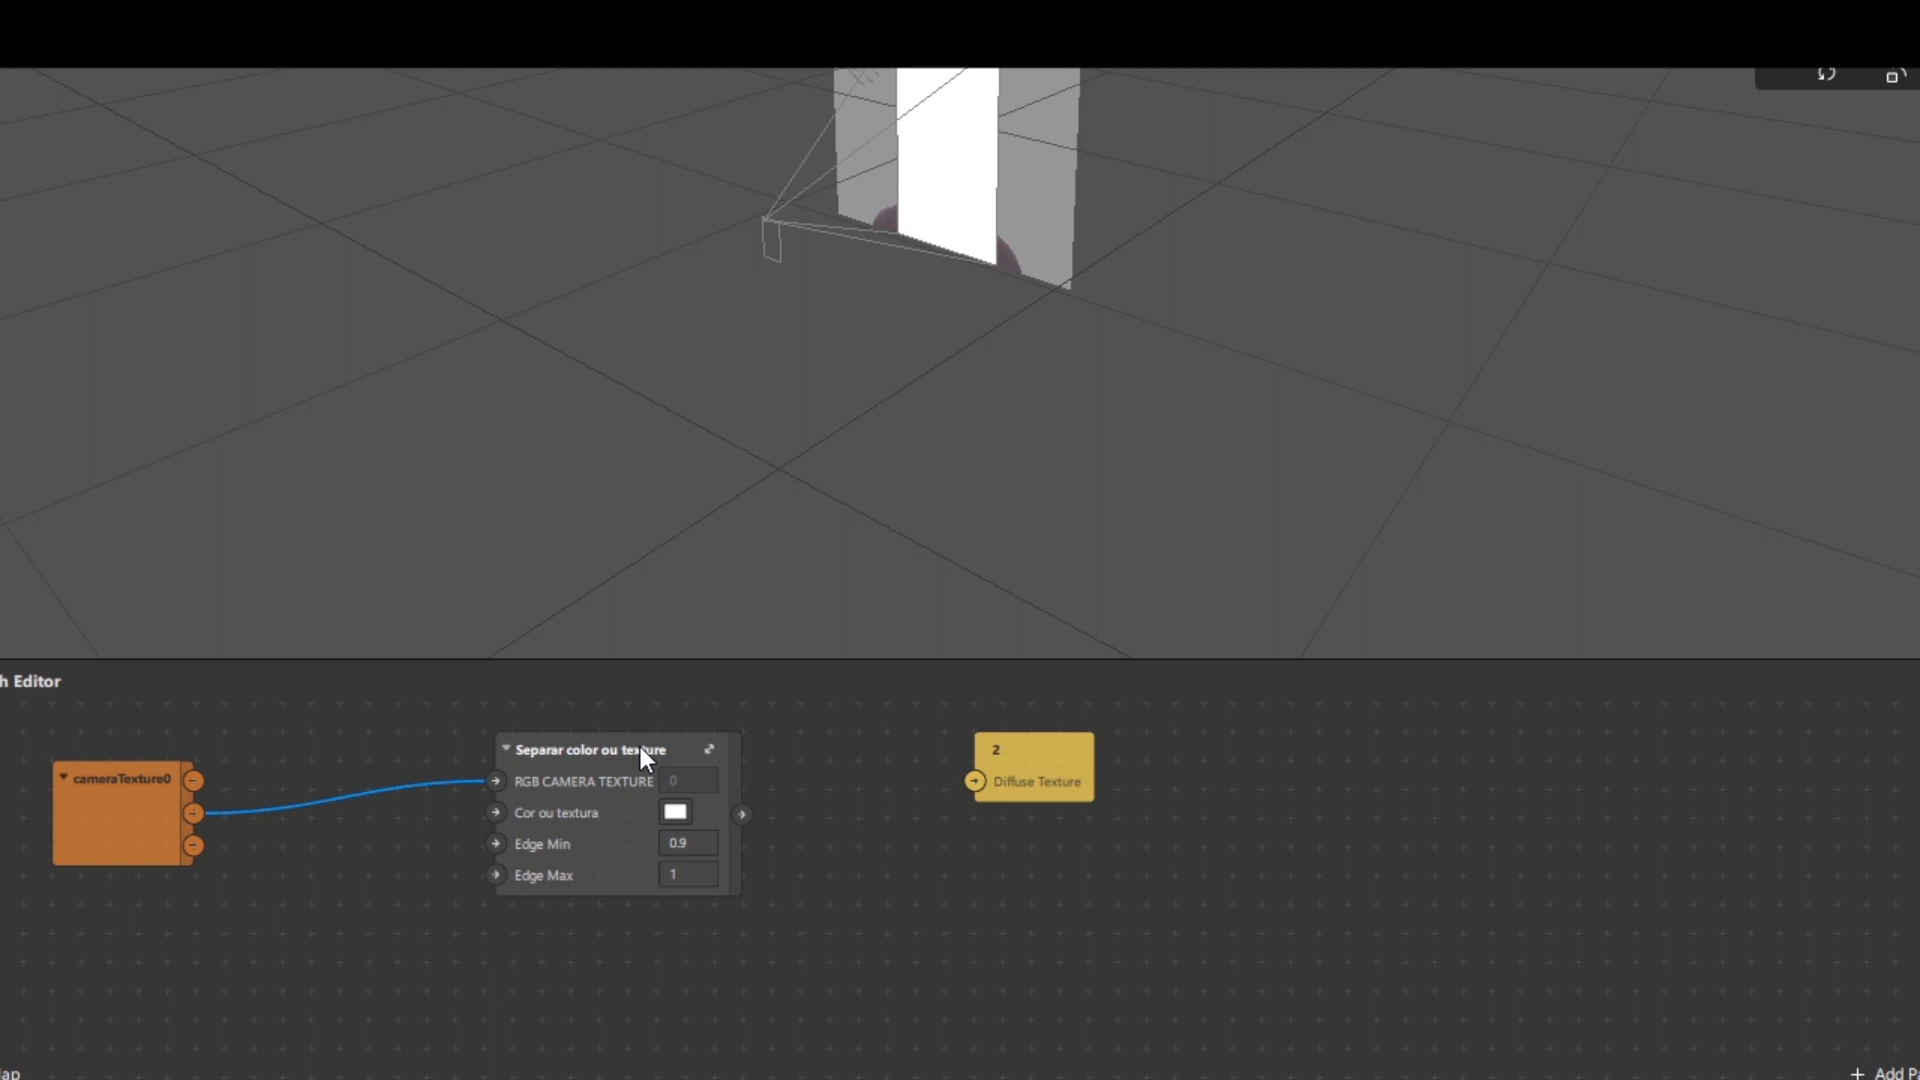 h Editor
cameraTexture0
Separar color ou texture
RGB CAMERA TEXTURE 0
Cor ou textura
Edge Min 0.9
Edge Max 1
2
Diffuse Texture
+ Add Pa